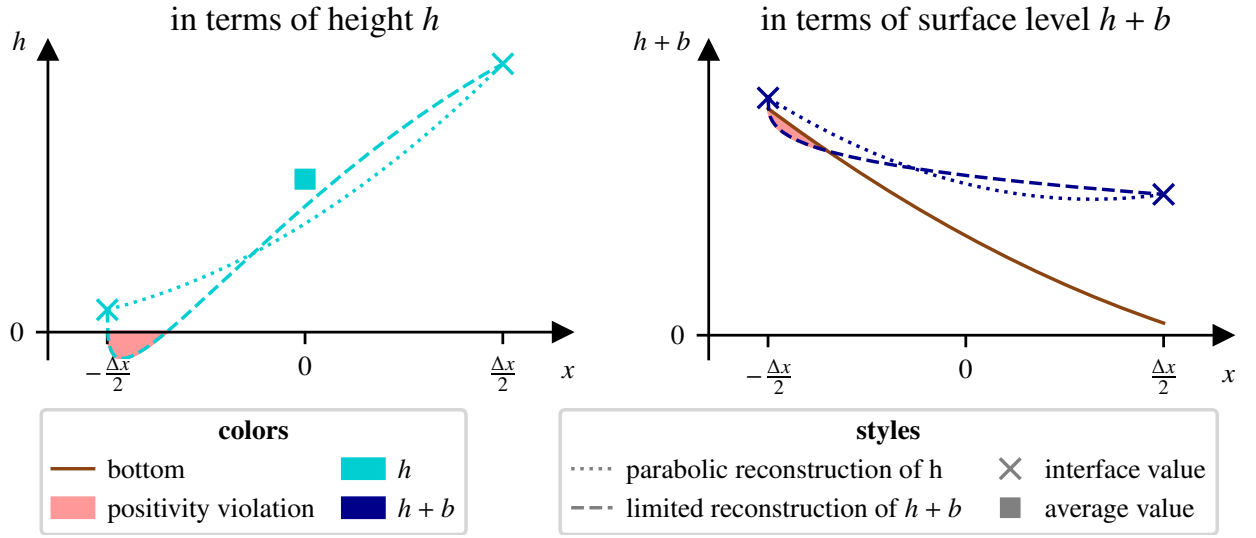 in terms of height h
h
0
−Δx/2
0
Δx/2
x
in terms of surface level h + b
h + b
0
−Δx/2
0
Δx/2
x
colors
bottom
h
positivity violation
h + b
styles
parabolic reconstruction of h
interface value
limited reconstruction of h + b
average value